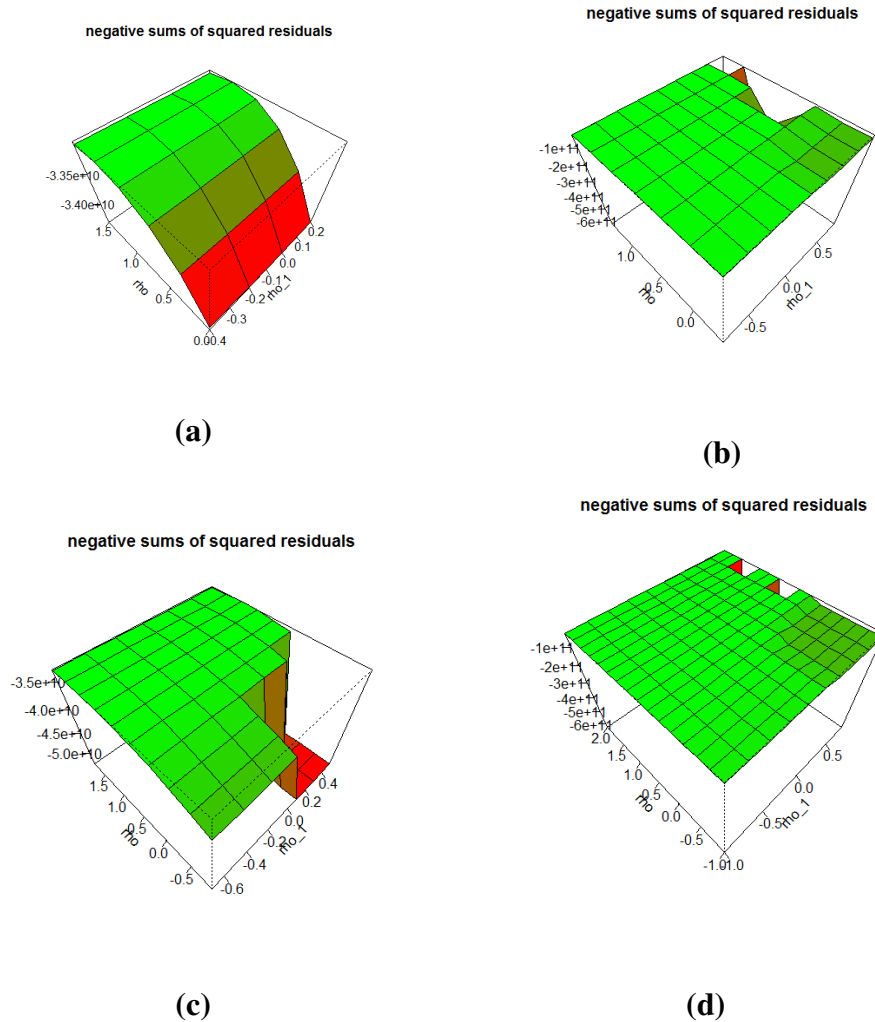 negative sums of squared residuals
-3.35e+10
-3.40e+10
1.5
1.0
0.5
0.0
rho
0.4
-0.3
-0.2
-0.1
0.0
0.1
0.2
rho_1
(a)
negative sums of squared residuals
-1e+11
-2e+11
-3e+11
-4e+11
-5e+11
-6e+11
1.0
0.5
0.0
rho
-0.5
0.0
0.5
rho_1
(b)
negative sums of squared residuals
-3.5e+10
-4.0e+10
-4.5e+10
-5.0e+10
1.5
1.0
0.5
0.0
-0.5
rho
-0.6
-0.4
-0.2
0.0
0.2
0.4
rho_1
(c)
negative sums of squared residuals
-1e+11
-2e+11
-3e+11
-4e+11
-5e+11
-6e+11
2.0
1.5
1.0
0.5
0.0
-0.5
-1.0
rho
1.0
-0.5
0.0
0.5
rho_1
(d)